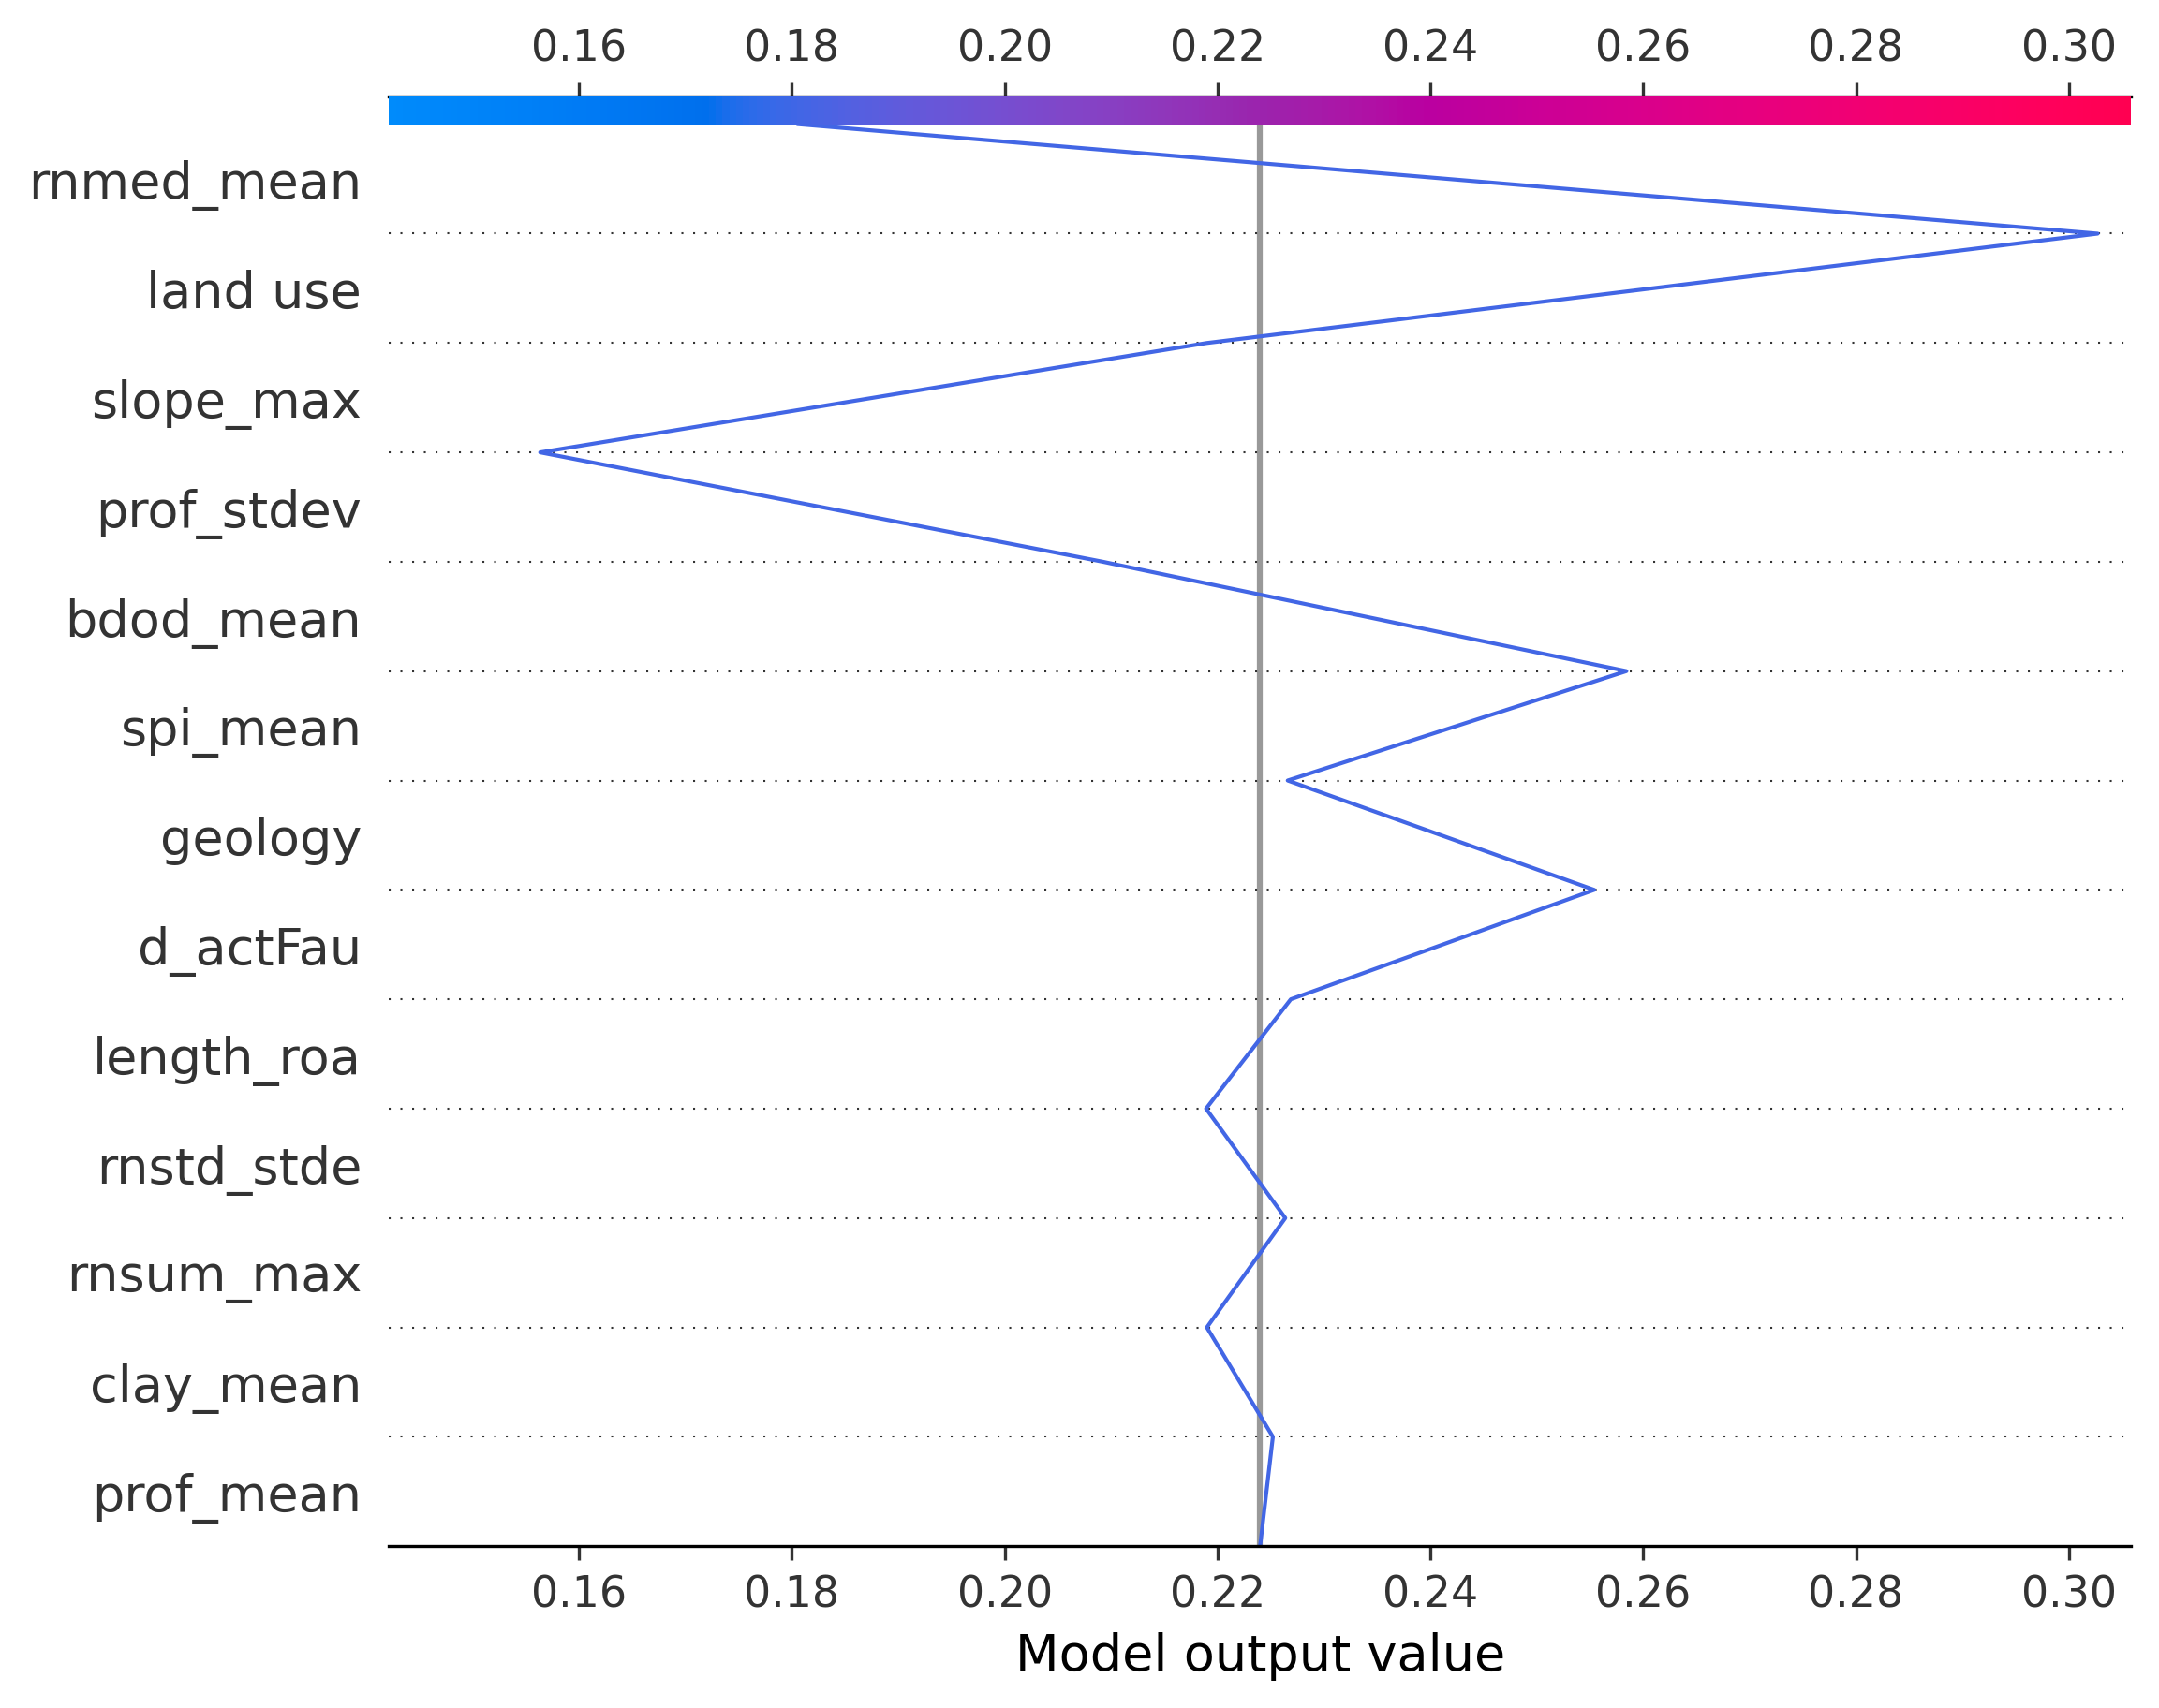 0.16 0.18 0.20 0.22 0.24 0.26 0.28 0.30
rnmed_mean
land use
slope_max
prof_stdev
bdod_mean
spi_mean
geology
d_actFau
length_roa
rnstd_stde
rnsum_max
clay_mean
prof_mean
0.16 0.18 0.20 0.22 0.24 0.26 0.28 0.30
Model output value